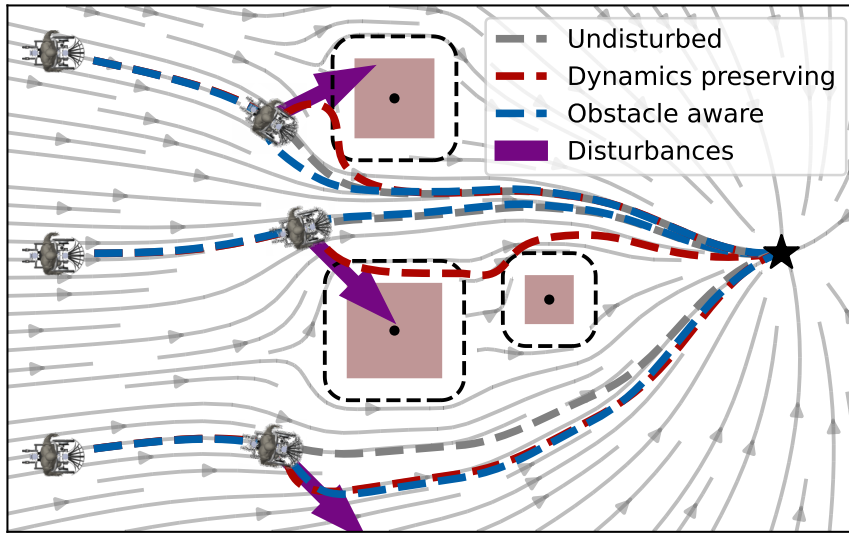 Undisturbed
Dynamics preserving
Obstacle aware
Disturbances